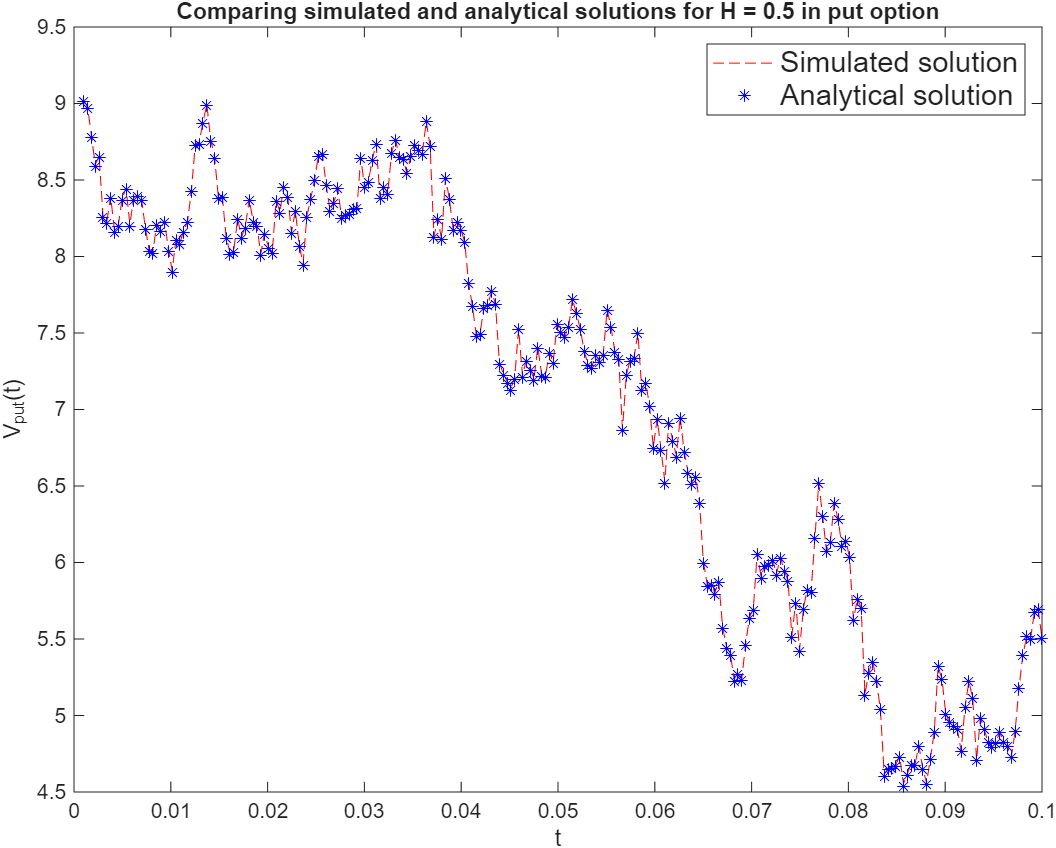 Comparing simulated and analytical solutions for H = 0.5 in put option
Simulated solution
Analytical solution
9.5
9
8.5
8
7.5
7
6.5
6
5.5
5
4.5
V_put(t)
0 0.01 0.02 0.03 0.04 0.05 0.06 0.07 0.08 0.09 0.1
t